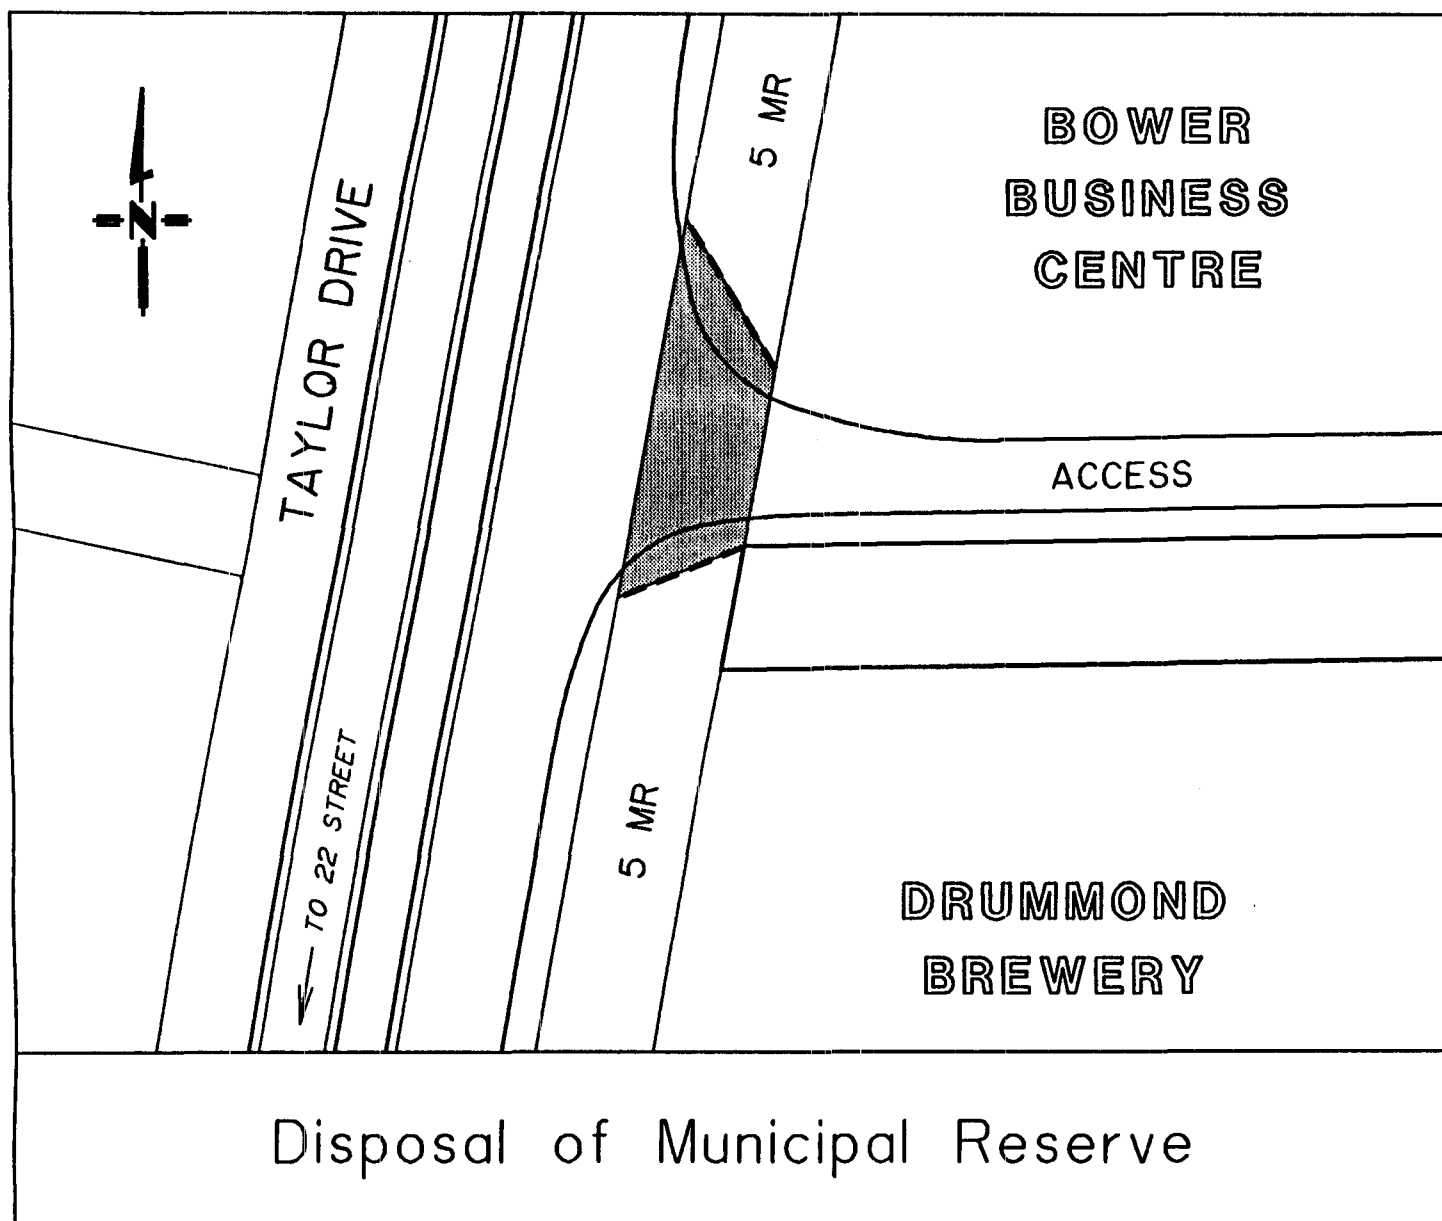 5 MR
BOWER
BUSINESS
CENTRE
N
TAYLOR DRIVE
ACCESS
← TO 22 STREET
5 MR
DRUMMOND
BREWERY
Disposal of Municipal Reserve